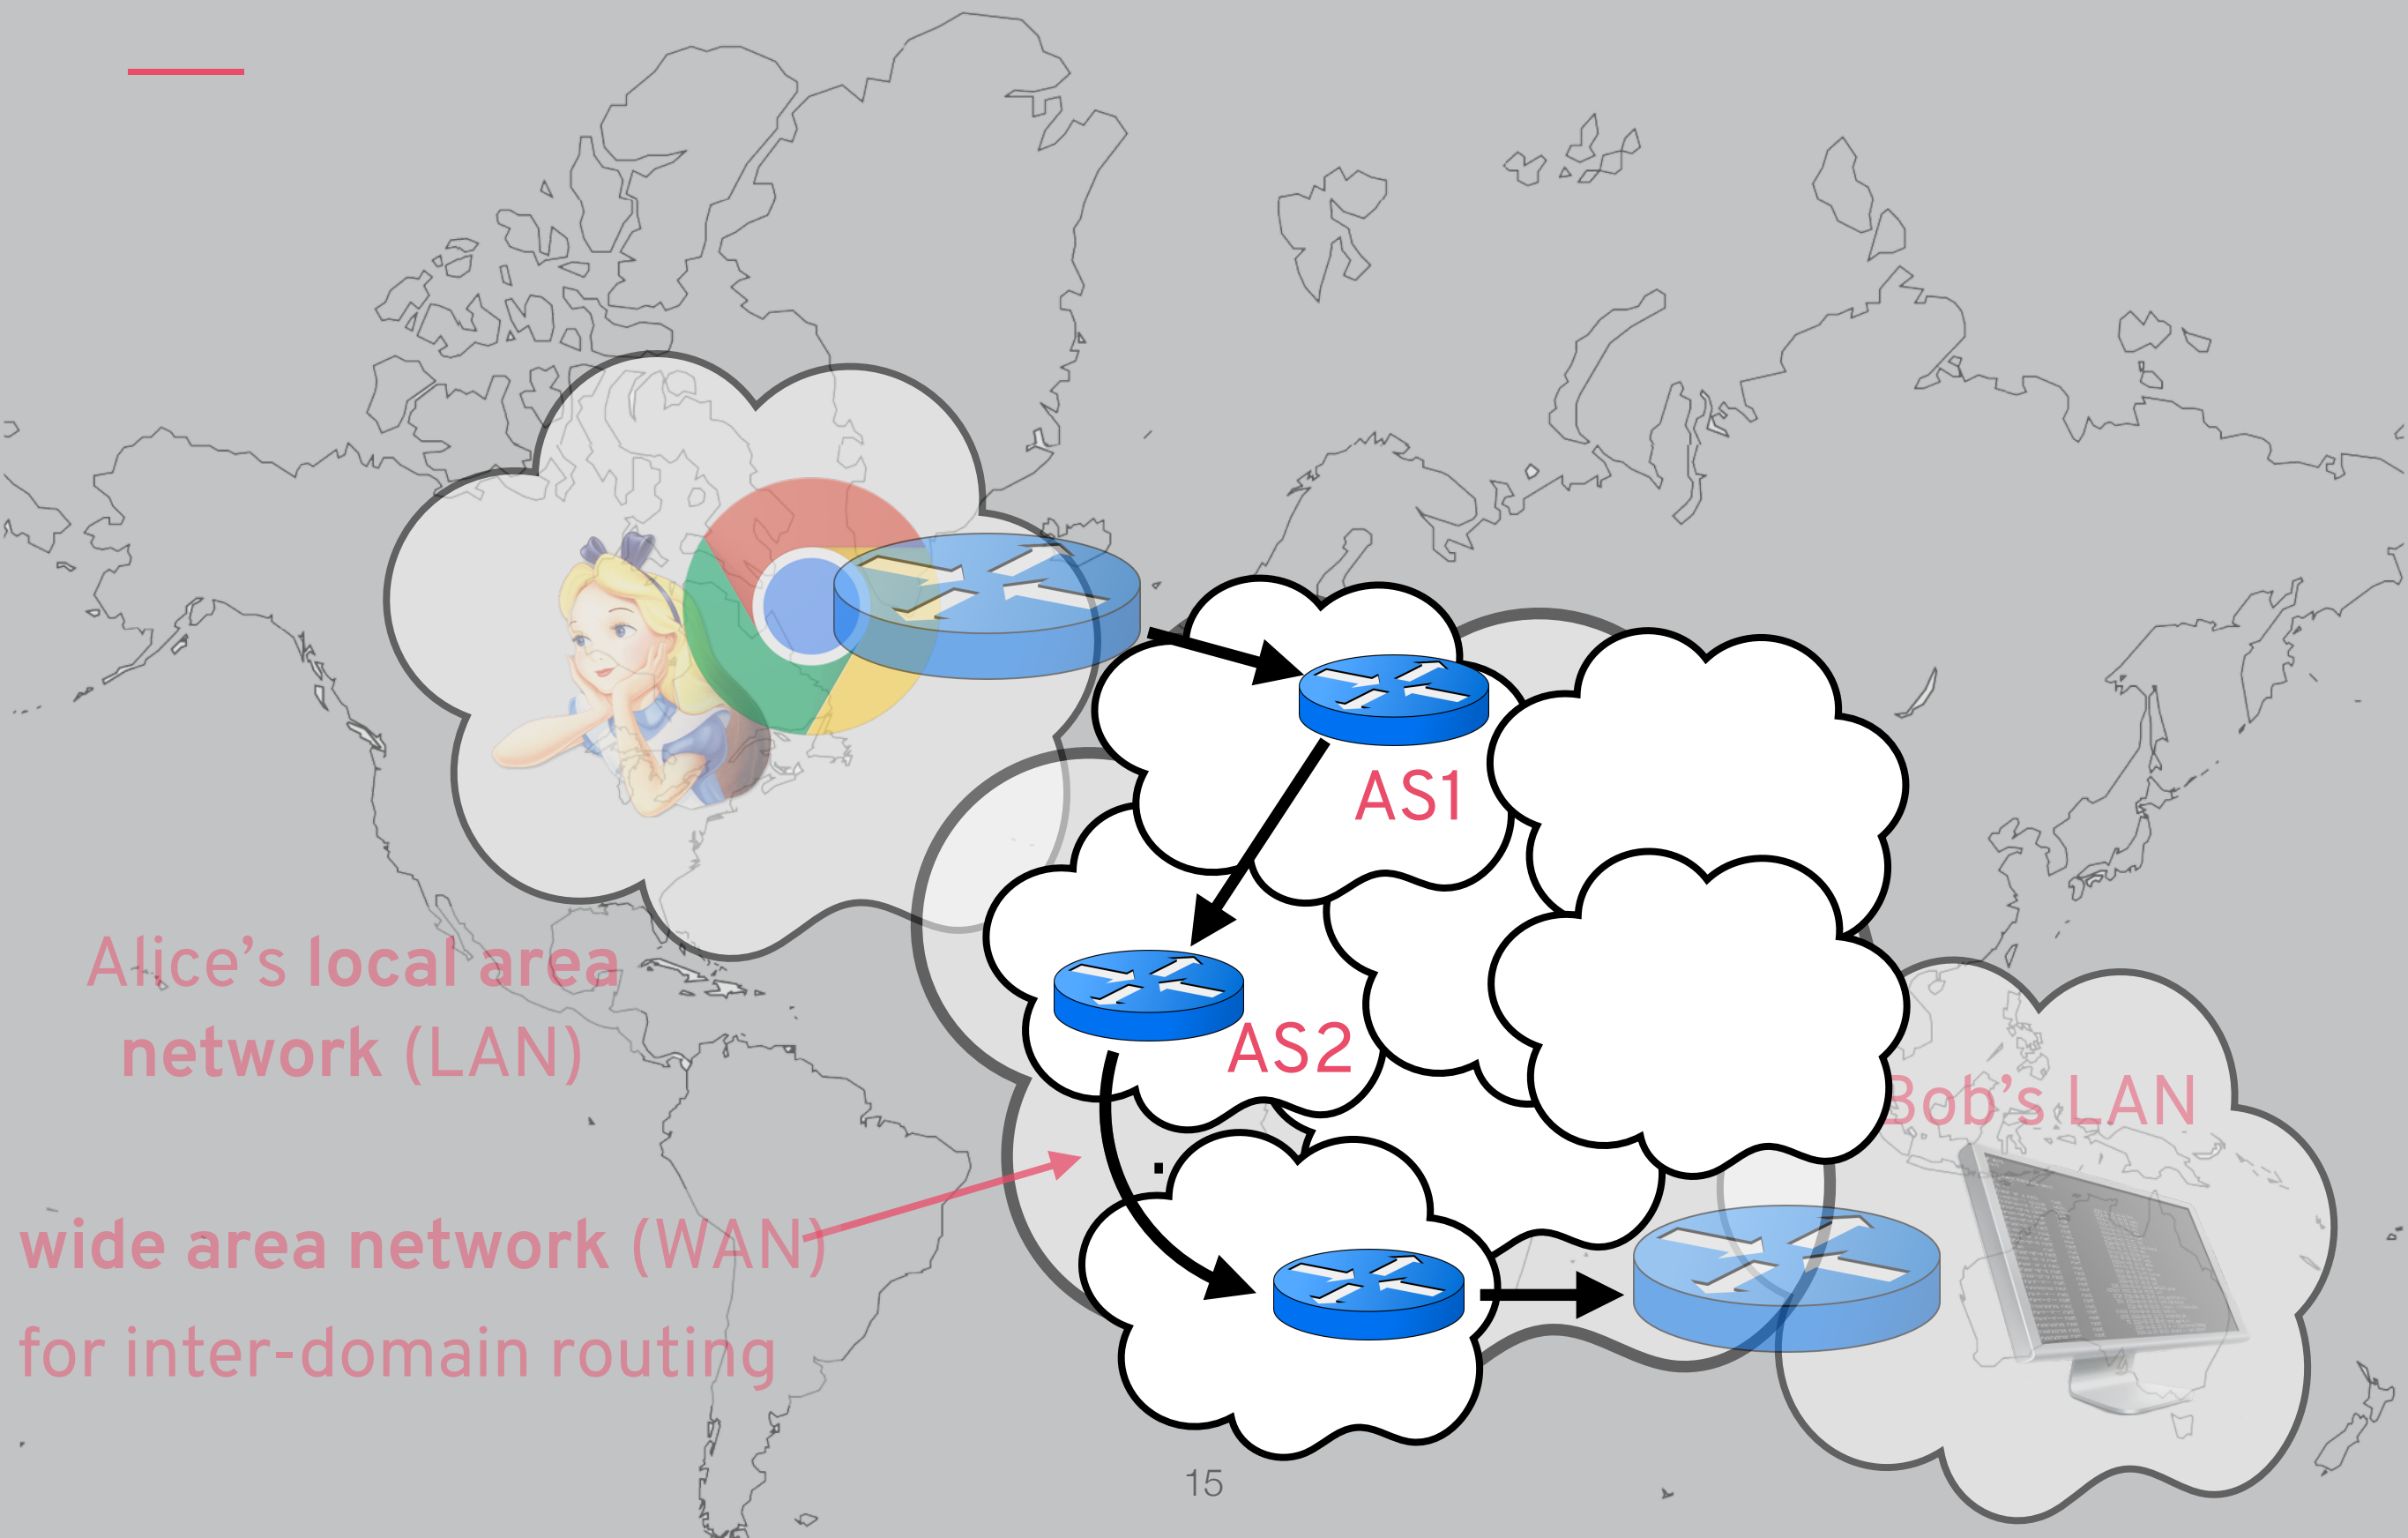 AS1
Alice’s local area
network (LAN)
AS2
Bob’s LAN
wide area network (WAN)
for inter-domain routing
15